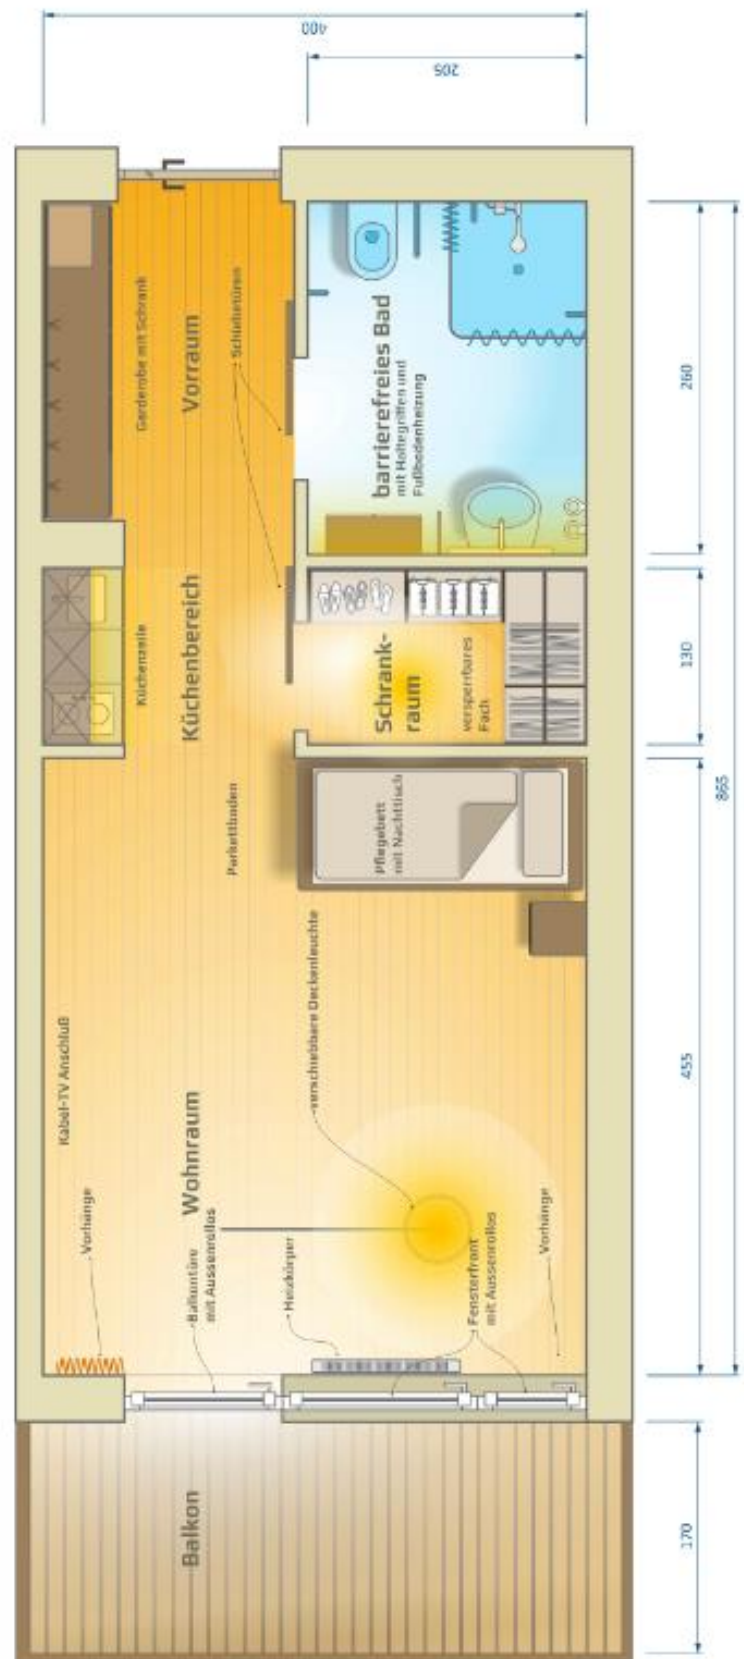 400
205
Garderobe mit Schrank
Vorraum
Schiebetüren
barrierefreies Bad
mit Haltegriffen und
Fußbodenheizung
260
Küchenzeile
Küchenbereich
Schrank-
raum
versperrbares
Fach
130
Parkettboden
Pflegebett
mit Nachttisch
865
Kabel-TV Anschluß
verschiebbare Deckenleuchte
455
Wohnraum
Vorhänge
Balkontüre
mit Aussenrollos
Heizkörper
Fensterfront
mit Aussenrollos
Vorhänge
Balkon
170